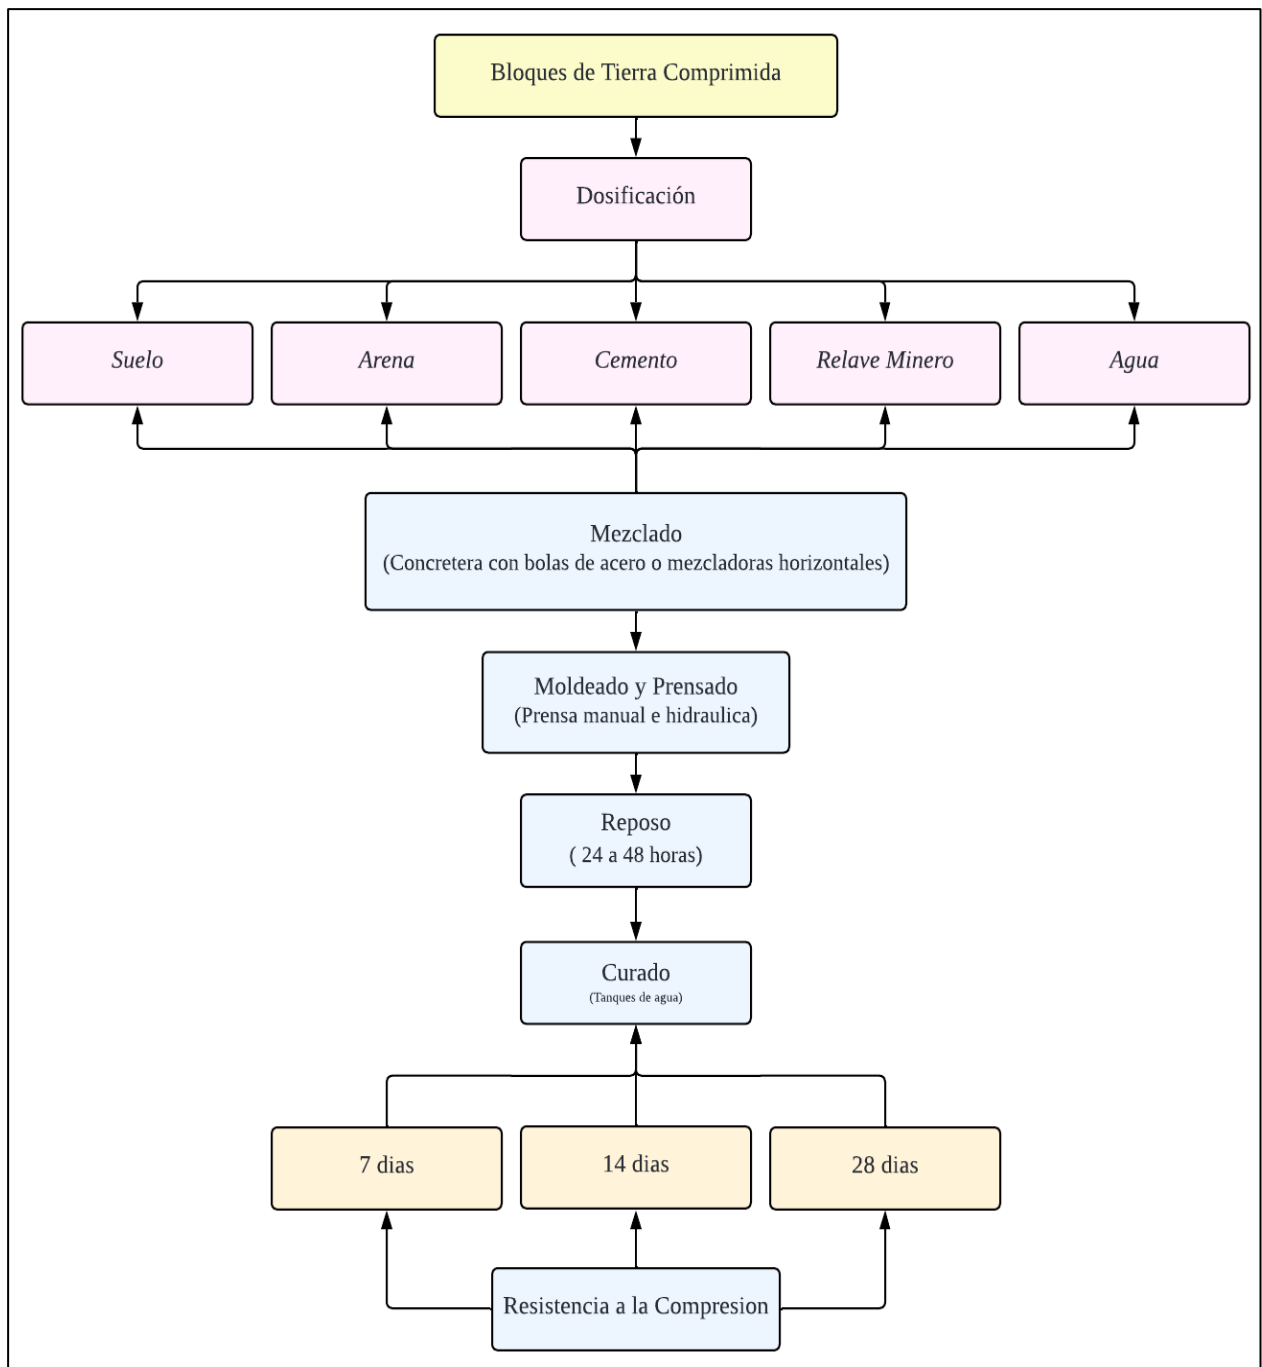 Bloques de Tierra Comprimida
Dosificación
Suelo
Arena
Cemento
Relave Minero
Agua
Mezclado
(Concretera con bolas de acero o mezcladoras horizontales)
Moldeado y Prensado
(Prensa manual e hidraulica)
Reposo
( 24 a 48 horas)
Curado
(Tanques de agua)
7 dias
14 dias
28 dias
Resistencia a la Compresion